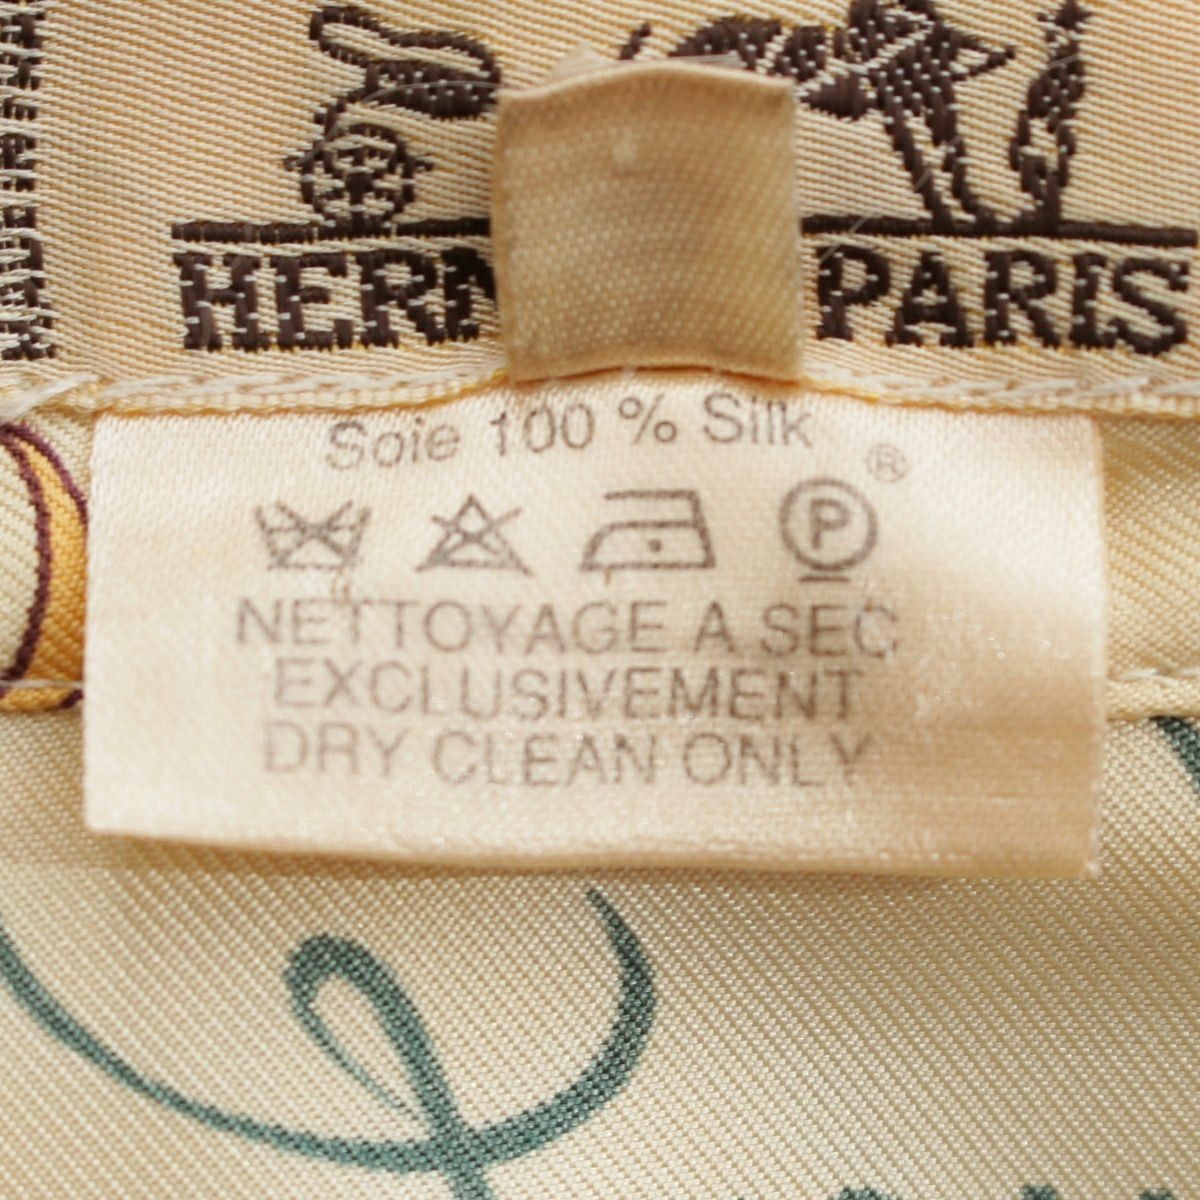 HERM PARIS
Soie 100 % Silk
®
P
NETTOYAGE A SEC
EXCLUSIVEMENT
DRY CLEAN ONLY